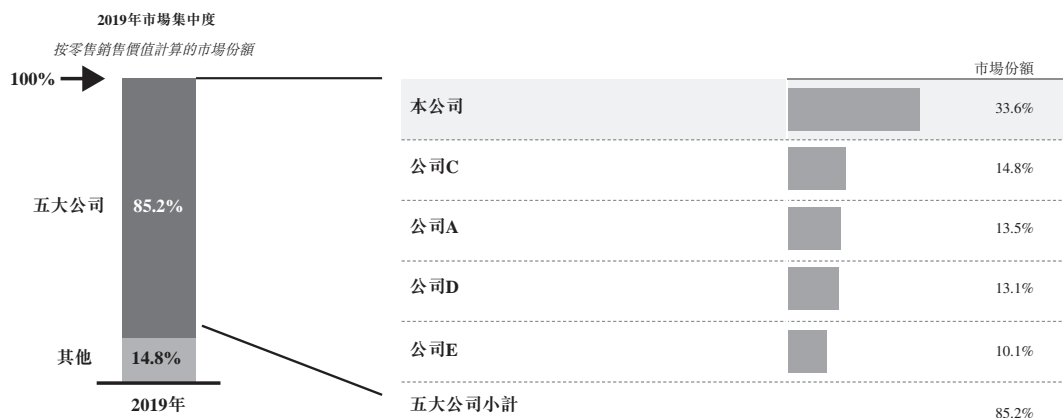 2019年市場集中度
按零售銷售價值計算的市場份額
100%
五大公司 85.2%
其他 14.8%
2019年
市場份額
本公司 33.6%
公司C 14.8%
公司A 13.5%
公司D 13.1%
公司E 10.1%
五大公司小計 85.2%